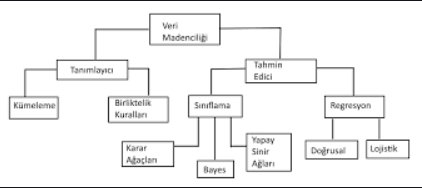 Veri
Madenciliği
Tanımlayıcı
Tahmin
Edici
Kümeleme
Birliktelik
Kuralları
Sınıflama
Regresyon
Karar
Ağaçları
Bayes
Yapay
Sinir
Ağları
Doğrusal
Lojistik